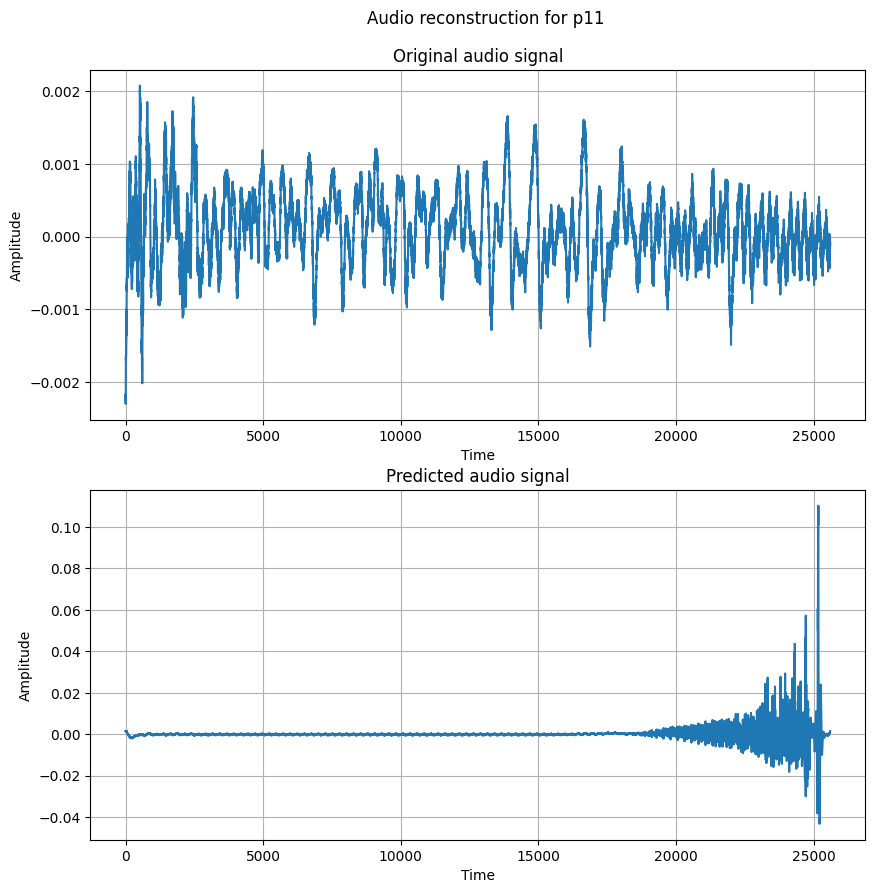 Audio reconstruction for p11
Original audio signal
0.002
0.001
0.000
−0.001
−0.002
Amplitude
0 5000 10000 15000 20000 25000
Time
Predicted audio signal
0.10
0.08
0.06
0.04
0.02
0.00
−0.02
−0.04
Amplitude
0 5000 10000 15000 20000 25000
Time